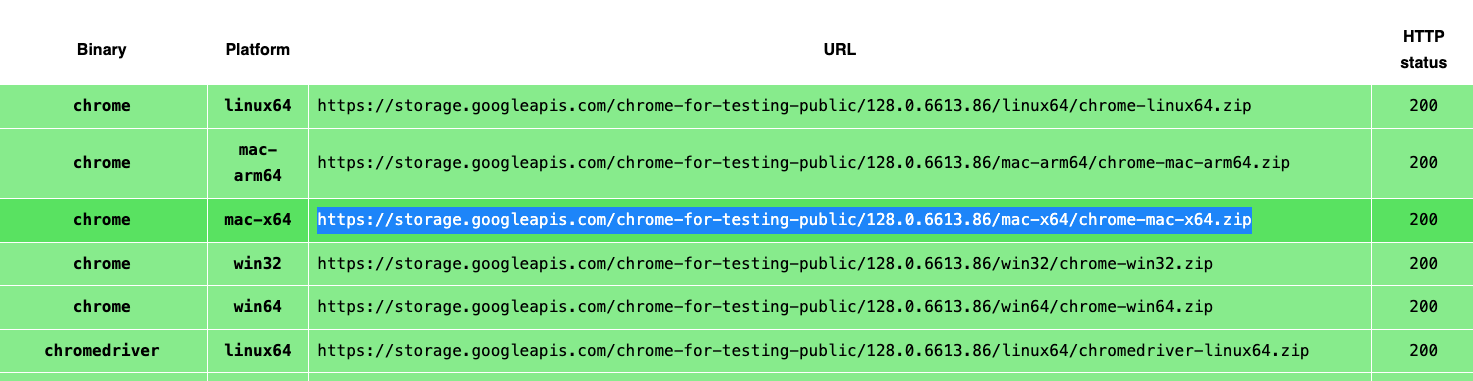 Binary Platform URL HTTP status
chrome linux64 https://storage.googleapis.com/chrome-for-testing-public/128.0.6613.86/linux64/chrome-linux64.zip 200
chrome mac-arm64 https://storage.googleapis.com/chrome-for-testing-public/128.0.6613.86/mac-arm64/chrome-mac-arm64.zip 200
chrome mac-x64 https://storage.googleapis.com/chrome-for-testing-public/128.0.6613.86/mac-x64/chrome-mac-x64.zip 200
chrome win32 https://storage.googleapis.com/chrome-for-testing-public/128.0.6613.86/win32/chrome-win32.zip 200
chrome win64 https://storage.googleapis.com/chrome-for-testing-public/128.0.6613.86/win64/chrome-win64.zip 200
chromedriver linux64 https://storage.googleapis.com/chrome-for-testing-public/128.0.6613.86/linux64/chromedriver-linux64.zip 200